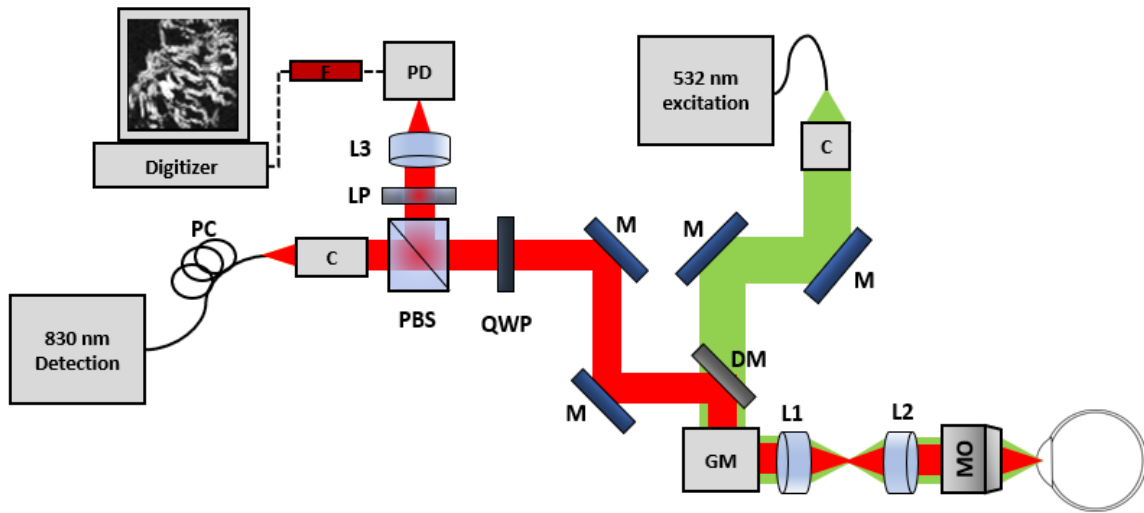 F
PD
532 nm
excitation
C
L3
Digitizer
LP
PC
M
M
C
M
PBS
QWP
830 nm
Detection
DM
M
L1
L2
GM
MO